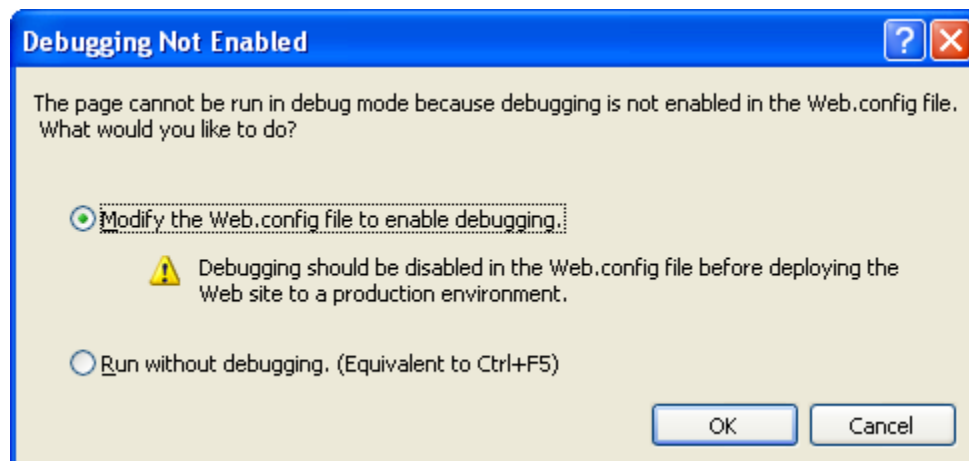 Debugging Not Enabled
The page cannot be run in debug mode because debugging is not enabled in the Web.config file.
What would you like to do?
Modify the Web.config file to enable debugging.
Debugging should be disabled in the Web.config file before deploying the
Web site to a production environment.
Run without debugging. (Equivalent to Ctrl+F5)
OK Cancel